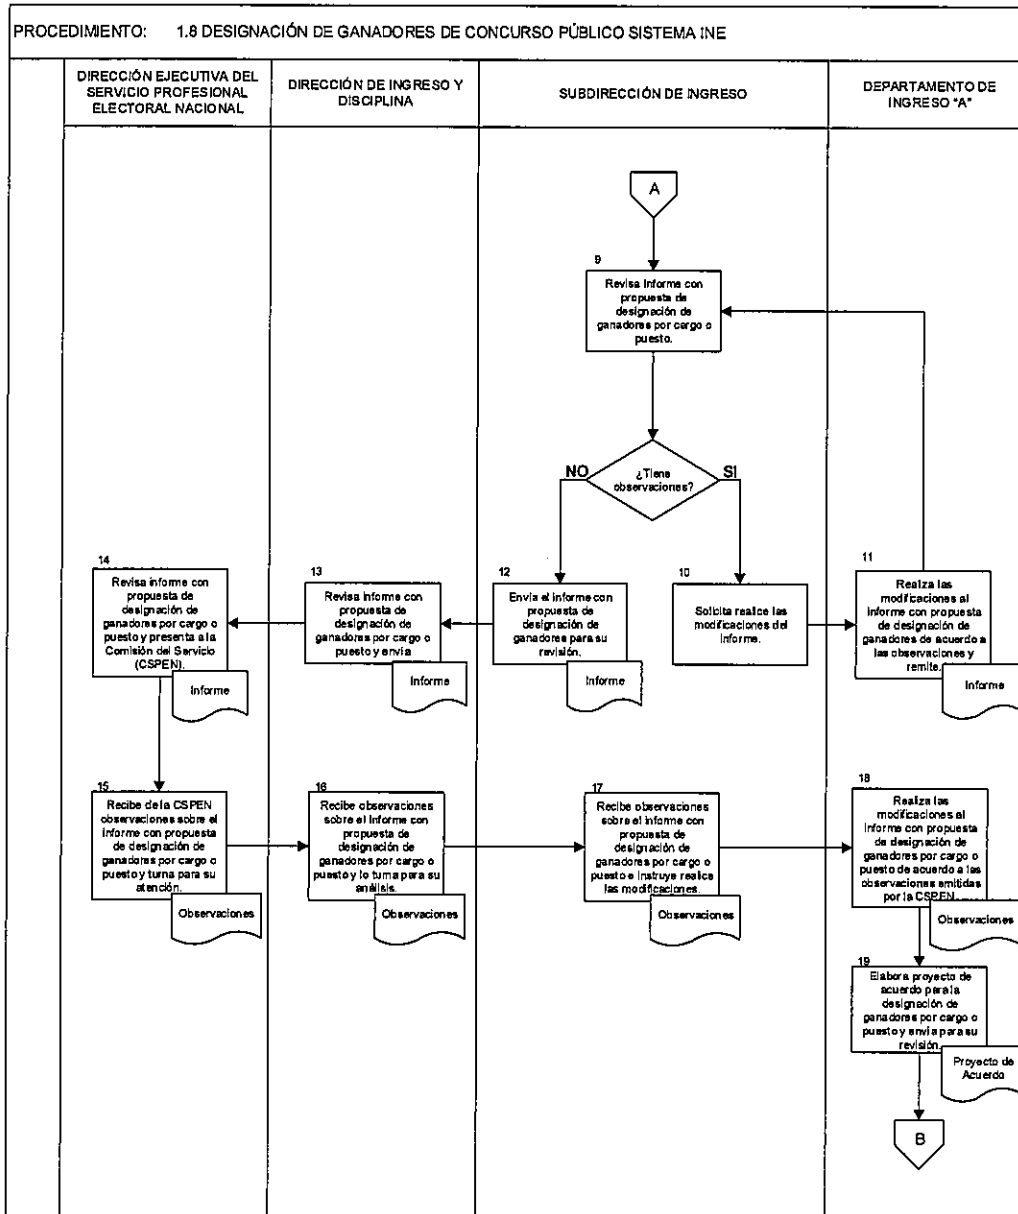 PROCEDIMIENTO: 1.8 DESIGNACIÓN DE GANADORES DE CONCURSO PÚBLICO SISTEMA INE
DIRECCIÓN EJECUTIVA DEL
SERVICIO PROFESIONAL
ELECTORAL NACIONAL
DIRECCIÓN DE INGRESO Y
DISCIPLINA
SUBDIRECCIÓN DE INGRESO
DEPARTAMENTO DE
INGRESO "A"
A
9
Revisa Informe con
propuesta de
designación de
ganadores por cargo o
puesto.
¿Tiene
observaciones?
NO
SI
14
Revisa informe con
propuesta de
designación de
ganadores por cargo o
puesto y presenta a la
Comisión del Servicio
(CSPEN).
Informe
13
Revisa informe con
propuesta de
designación de
ganadores por cargo o
puesto y envía
Informe
12
Envía el informe con
propuesta de
designación de
ganadores para su
revisión.
Informe
10
Solicita realice las
modificaciones del
Informe.
11
Realiza las
modificaciones al
Informe con propuesta
de designación de
ganadores de acuerdo a
las observaciones y
remite.
Informe
15
Recibe de la CSPEN
observaciones sobre el
informe con propuesta
de designación de
ganadores por cargo o
puesto y turna para su
atención.
Observaciones
16
Recibe observaciones
sobre el Informe con
propuesta de
designación de
ganadores por cargo o
puesto y lo turna para su
análisis.
Observaciones
17
Recibe observaciones
sobre el informe con
propuesta de
designación de
ganadores por cargo o
puesto e instruye realice
las modificaciones.
Observaciones
18
Realiza las
modificaciones al
Informe con propuesta
de designación de
ganadores por cargo o
puesto de acuerdo a las
observaciones emitidas
por la CSPEN.
Observaciones
19
Elabora proyecto de
acuerdo para la
designación de
ganadores por cargo o
puesto y envía para su
revisión.
Proyecto de
Acuerdo
B